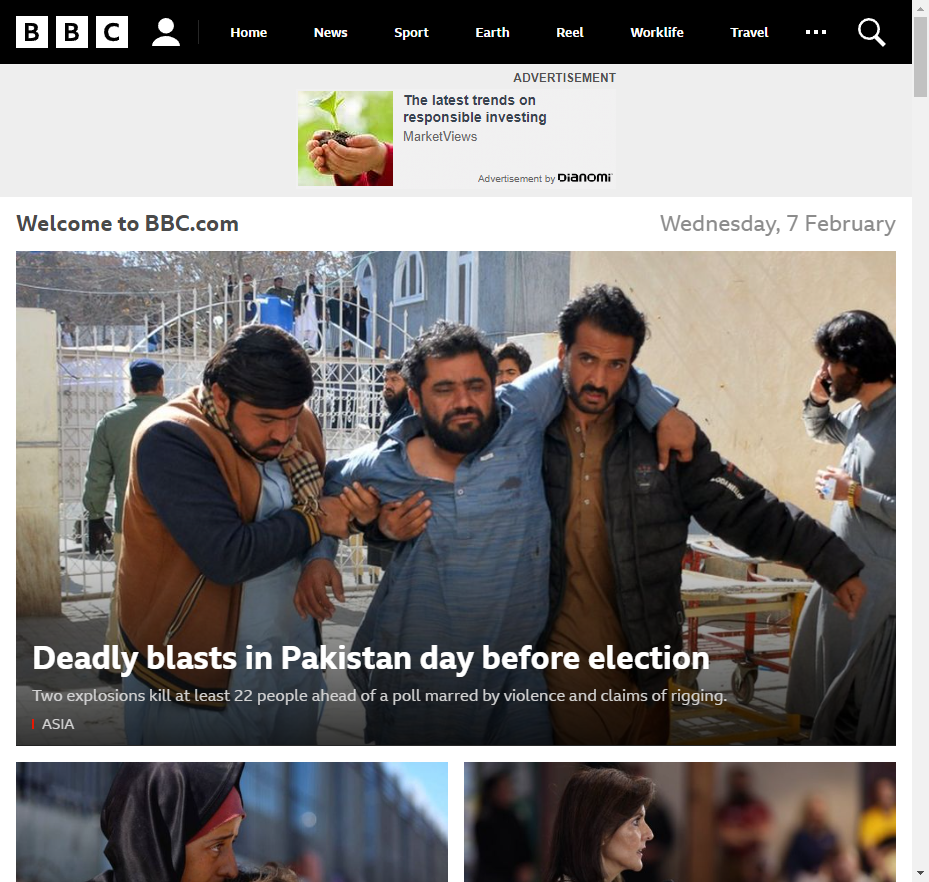 BBC
Home News Sport Earth Reel Worklife Travel
ADVERTISEMENT
The latest trends on
responsible investing
MarketViews
Advertisement by DIANOMI
Welcome to BBC.com
Wednesday, 7 February
Deadly blasts in Pakistan day before election
Two explosions kill at least 22 people ahead of a poll marred by violence and claims of rigging.
ASIA